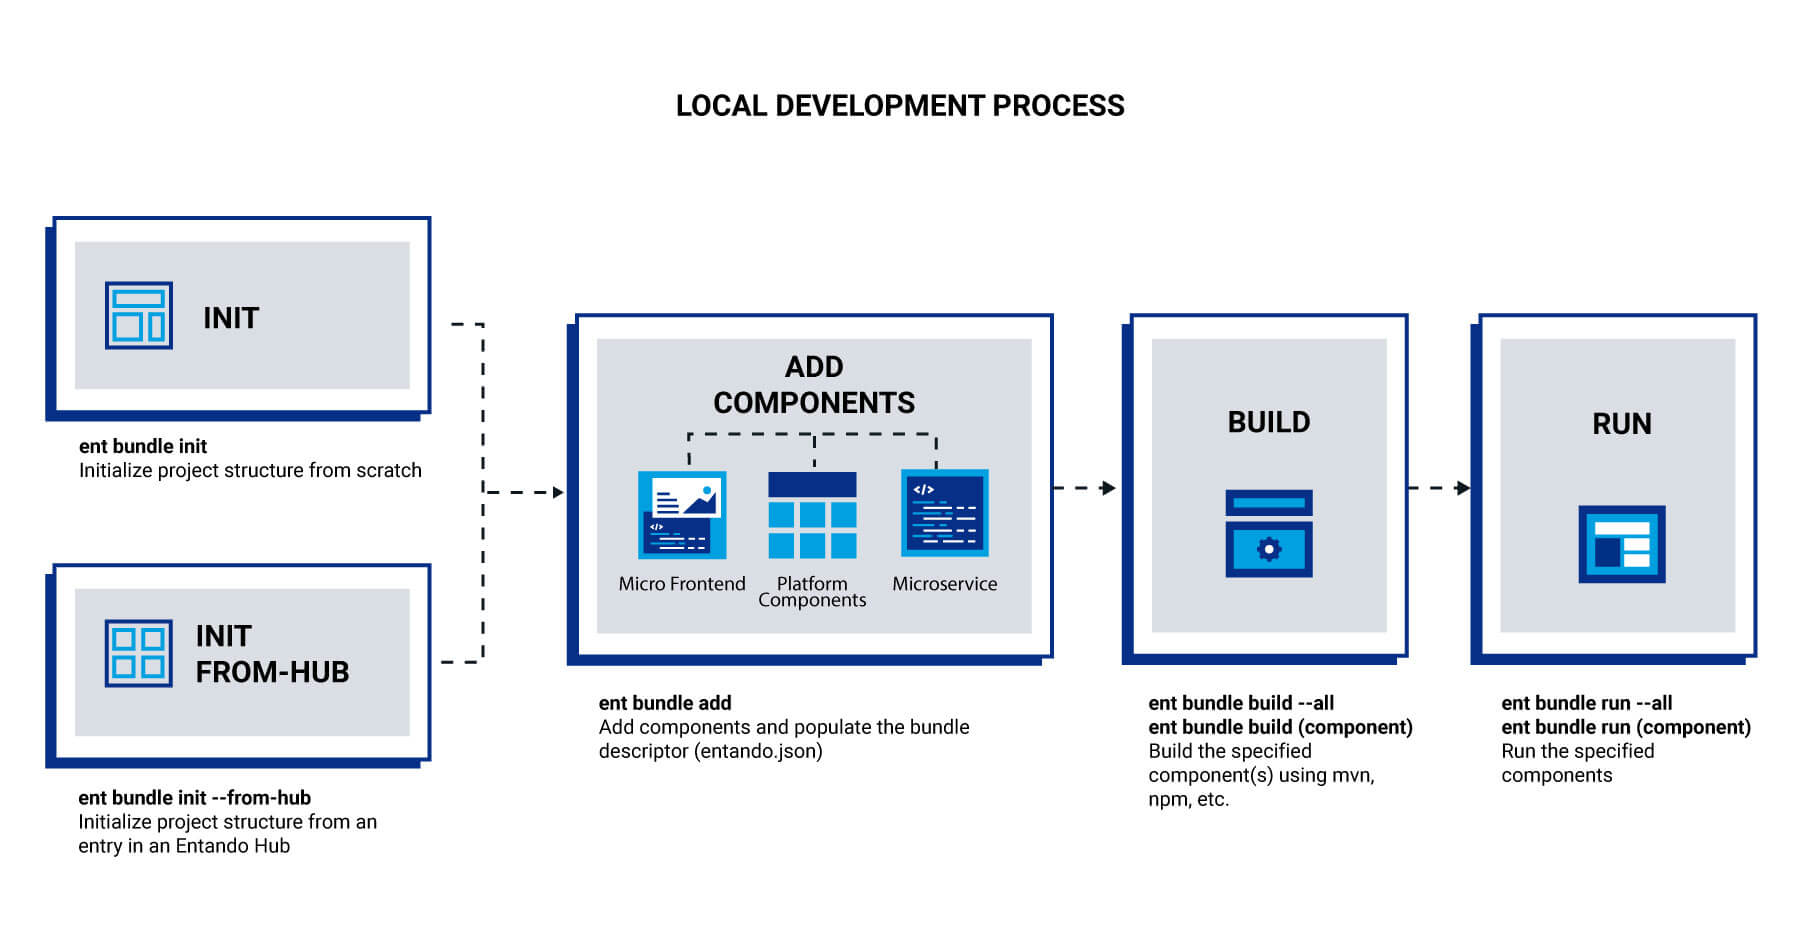 LOCAL DEVELOPMENT PROCESS
INIT
ent bundle init
Initialize project structure from scratch
INIT
FROM-HUB
ent bundle init --from-hub
Initialize project structure from an
entry in an Entando Hub
ADD
COMPONENTS
</>
</>
Micro Frontend
Platform
Components
Microservice
ent bundle add
Add components and populate the bundle
descriptor (entando.json)
BUILD
ent bundle build --all
ent bundle build (component)
Build the specified
component(s) using mvn,
npm, etc.
RUN
ent bundle run --all
ent bundle run (component)
Run the specified
components